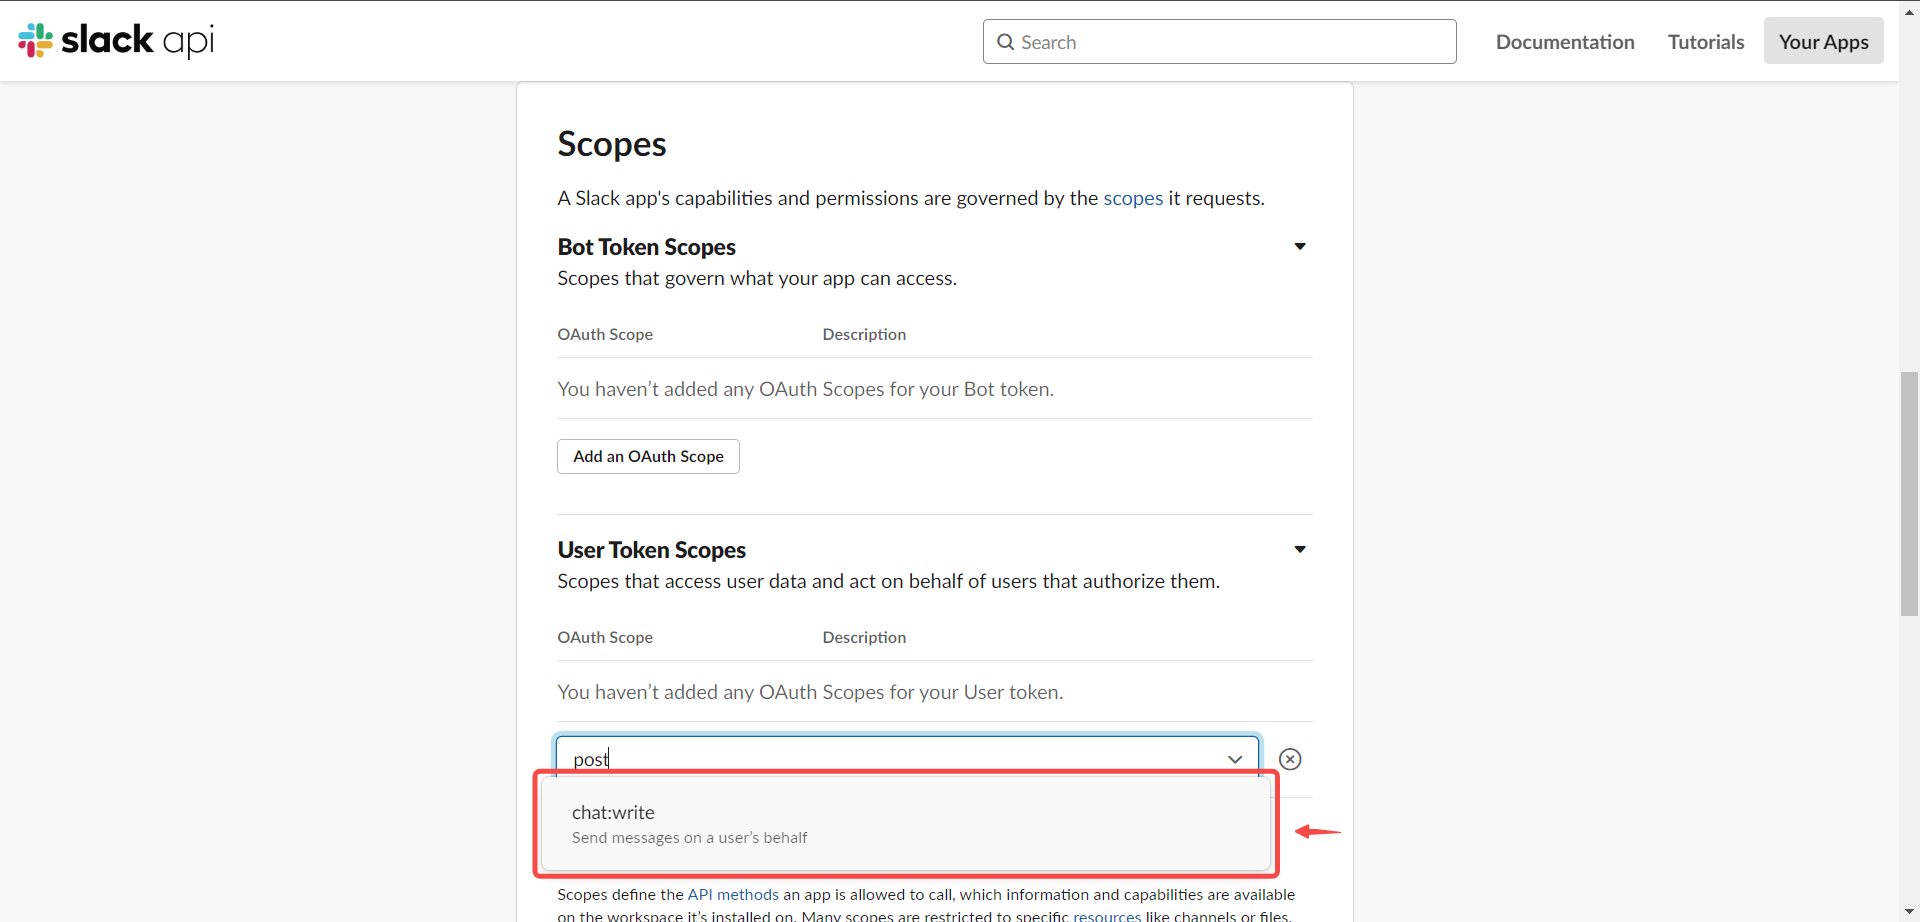 slack api
Search
Documentation
Tutorials
Your Apps
Scopes
A Slack app's capabilities and permissions are governed by the scopes it requests.
Bot Token Scopes
Scopes that govern what your app can access.
OAuth Scope Description
You haven’t added any OAuth Scopes for your Bot token.
Add an OAuth Scope
User Token Scopes
Scopes that access user data and act on behalf of users that authorize them.
OAuth Scope Description
You haven’t added any OAuth Scopes for your User token.
post
chat:write
Send messages on a user’s behalf
Scopes define the API methods an app is allowed to call, which information and capabilities are available
on the workspace it’s installed on. Many scopes are restricted to specific resources like channels or files.